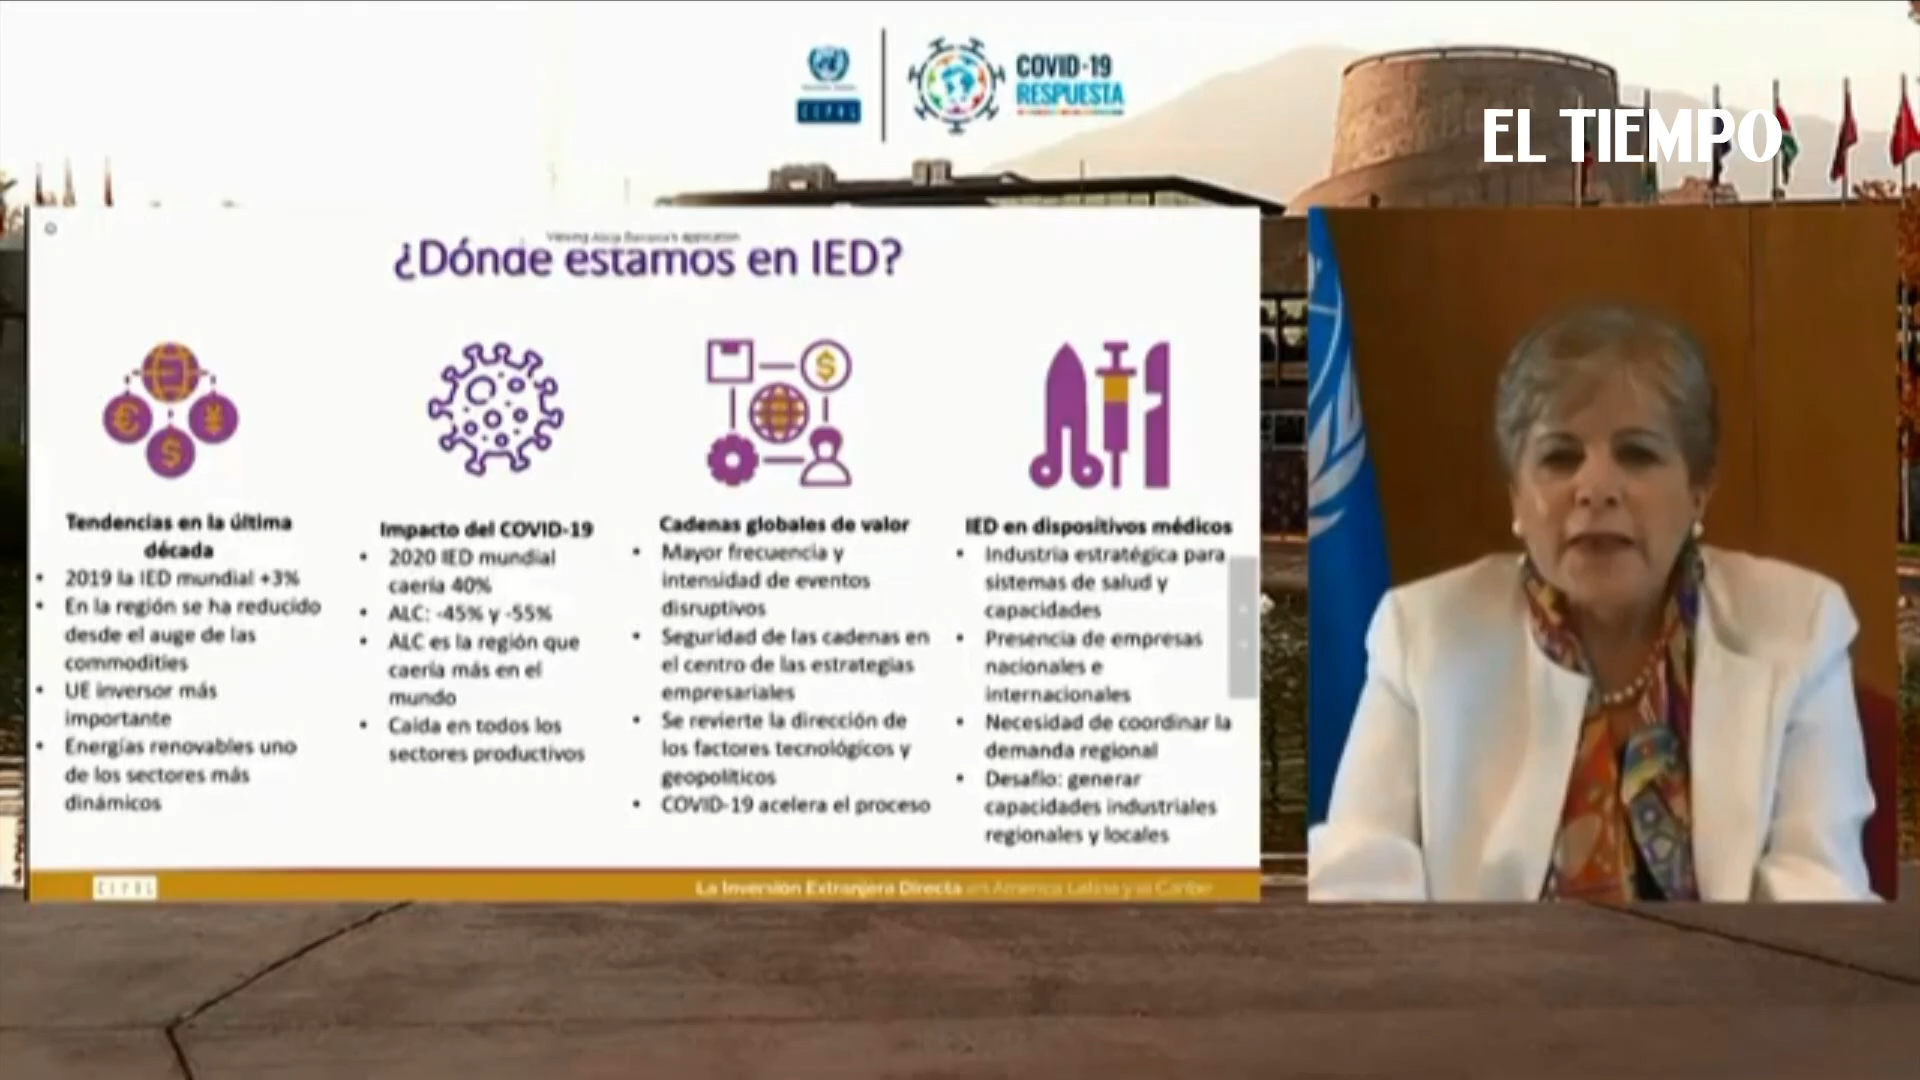 CEPAL
COVID-19
RESPUESTA
EL TIEMPO
Viewing Alicia Barcena's application
¿Dónde estamos en IED?
Tendencias en la última
década
• 2019 la IED mundial +3%
• En la región se ha reducido
desde el auge de las
commodities
• UE inversor más
importante
• Energías renovables uno
de los sectores más
dinámicos
Impacto del COVID-19
• 2020 IED mundial
caería 40%
• ALC: -45% y -55%
• ALC es la región que
caería más en el
mundo
• Caída en todos los
sectores productivos
Cadenas globales de valor
• Mayor frecuencia y
intensidad de eventos
disruptivos
• Seguridad de las cadenas en
el centro de las estrategias
empresariales
• Se revierte la dirección de
los factores tecnológicos y
geopolíticos
• COVID-19 acelera el proceso
IED en dispositivos médicos
• Industria estratégica para
sistemas de salud y
capacidades
• Presencia de empresas
nacionales e
internacionales
• Necesidad de coordinar la
demanda regional
• Desafío: generar
capacidades industriales
regionales y locales
CEPAL
La Inversión Extranjera Directa en América Latina y el Caribe